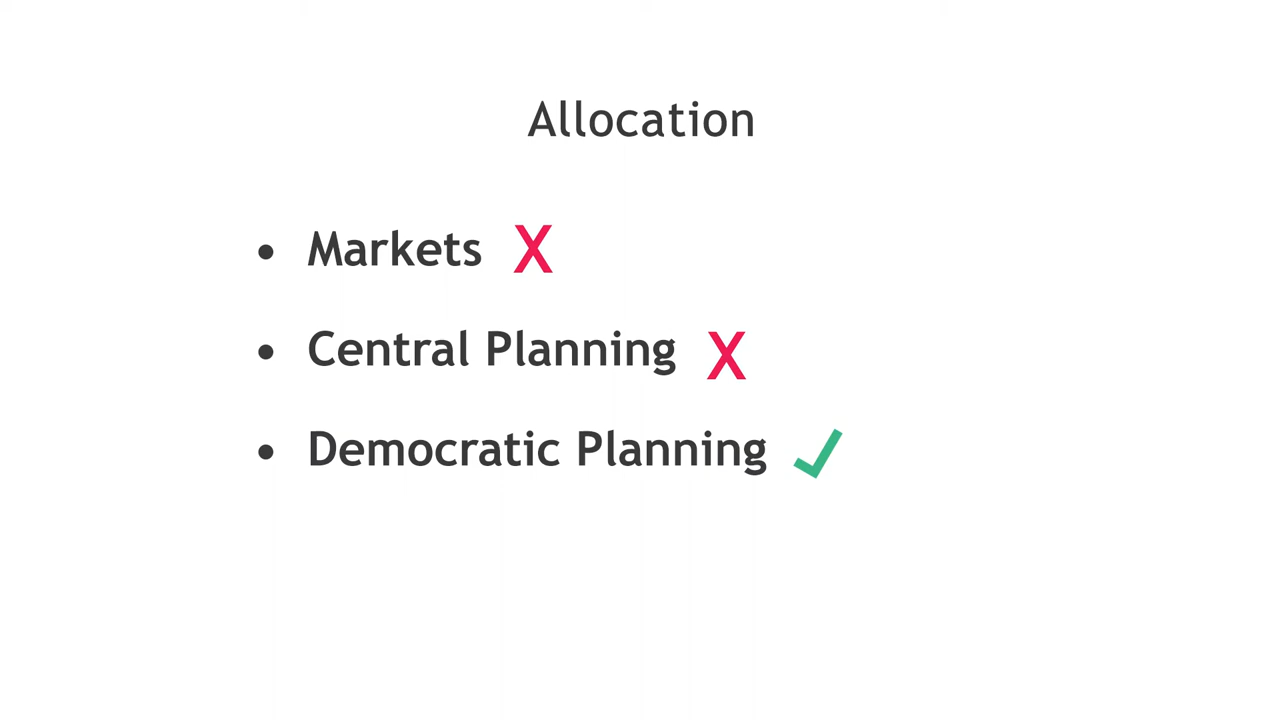 Allocation
• Markets X
• Central Planning X
• Democratic Planning ✓